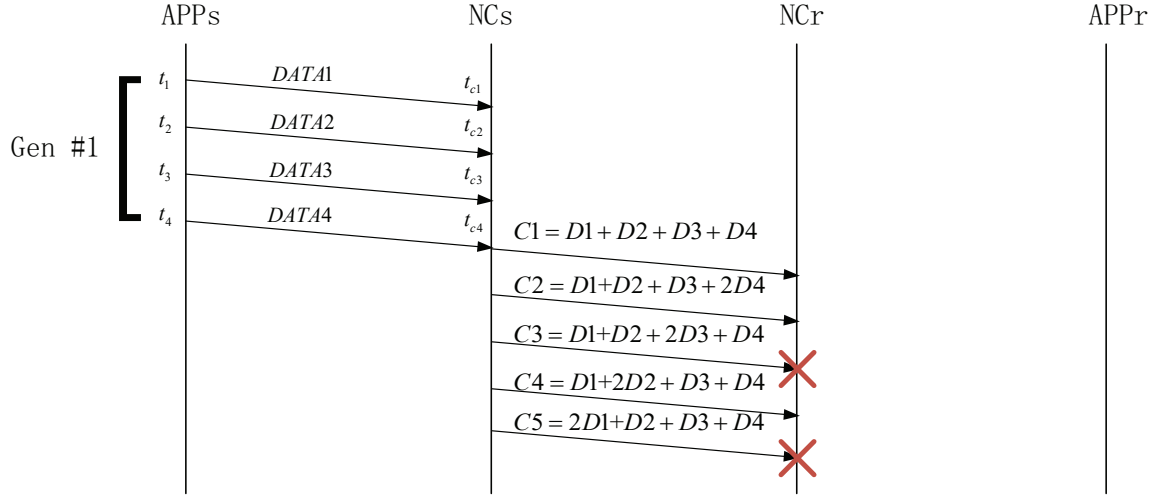 APPs NCs NCr APPr
t1 DATA1 tc1
t2 DATA2 tc2
Gen #1
t3 DATA3 tc3
t4 DATA4 tc4
C1 = D1 + D2 + D3 + D4
C2 = D1+D2 + D3 + 2D4
C3 = D1+D2 + 2D3 + D4
C4 = D1+2D2 + D3 + D4
C5 = 2D1+D2 + D3 + D4